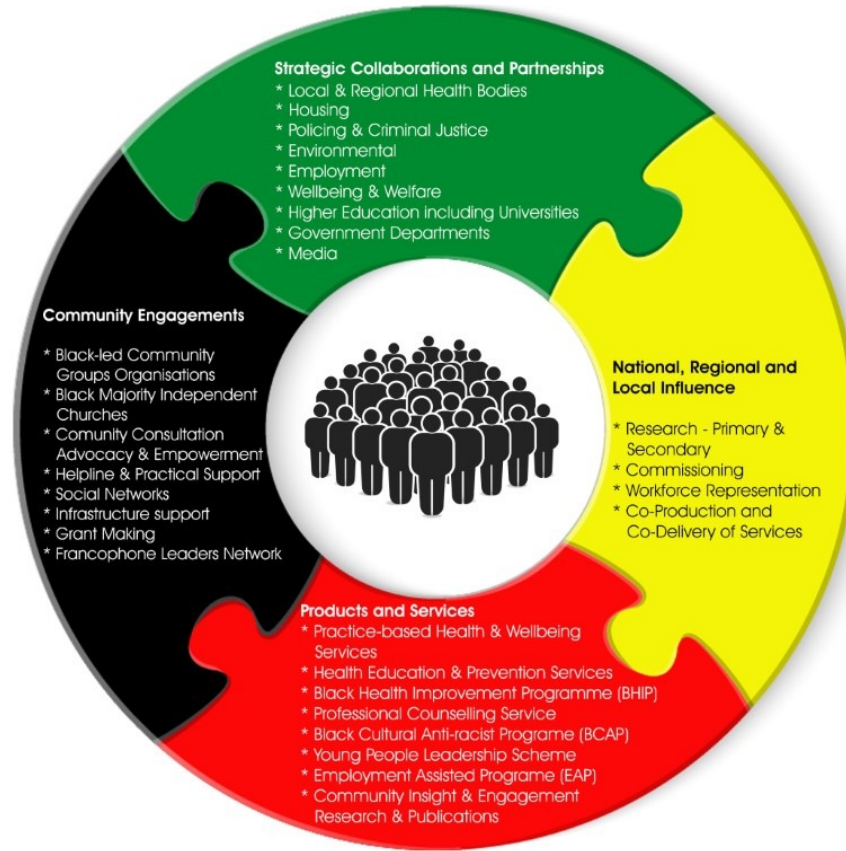 Strategic Collaborations and Partnerships
* Local & Regional Health Bodies
* Housing
* Policing & Criminal Justice
* Environmental
* Employment
* Wellbeing & Welfare
* Higher Education including Universities
* Government Departments
* Media
Community Engagements
* Black-led Community
Groups Organisations
* Black Majority Independent
Churches
* Comunity Consultation
Advocacy & Empowerment
* Helpline & Practical Support
* Social Networks
* Infrastructure support
* Grant Making
* Francophone Leaders Network
National, Regional and
Local Influence
* Research - Primary &
Secondary
* Commissioning
* Workforce Representation
* Co-Production and
Co-Delivery of Services
Products and Services
* Practice-based Health & Wellbeing
Services
* Health Education & Prevention Services
* Black Health Improvement Programme (BHIP)
* Professional Counselling Service
* Black Cultural Anti-racist Programe (BCAP)
* Young People Leadership Scheme
* Employment Assisted Programe (EAP)
* Community Insight & Engagement
Research & Publications